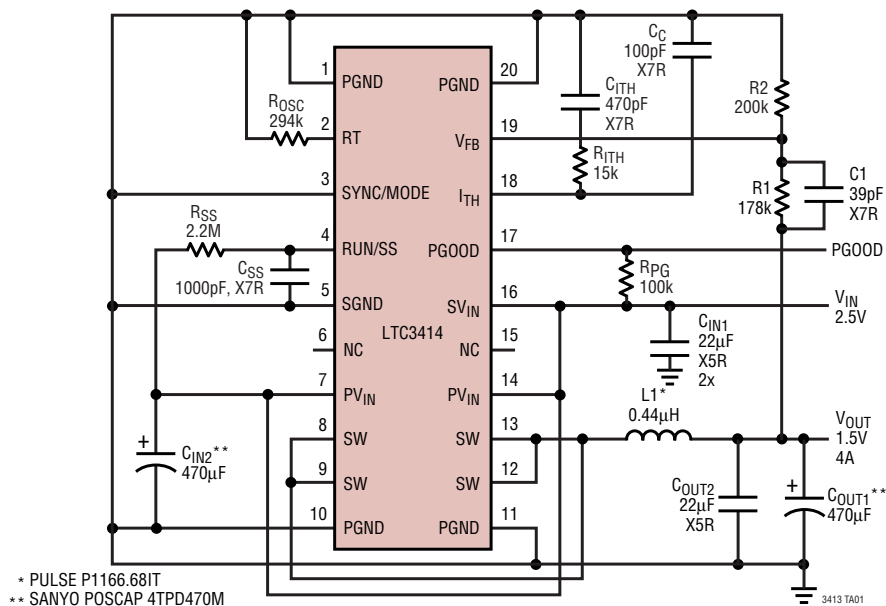 CC
100pF
X7R
CITH
470pF
X7R
R2
200k
ROSC
294k
1
PGND
PGND
20
2
RT
VFB
19
RITH
15k
3
SYNC/MODE
ITH
18
R1
178k
C1
39pF
X7R
RSS
2.2M
4
RUN/SS
PGOOD
17
PGOOD
CSS
1000pF, X7R
RPG
100k
5
SGND
SVIN
16
VIN
2.5V
LTC3414
CIN1
22µF
X5R
2x
6
NC
NC
15
7
PVIN
PVIN
14
L1*
0.44µH
8
SW
SW
13
VOUT
1.5V
4A
CIN2**
470µF
+
9
SW
SW
12
COUT2
22µF
X5R
+
COUT1**
470µF
10
PGND
PGND
11
* PULSE P1166.68IT
** SANYO POSCAP 4TPD470M
3413 TA01